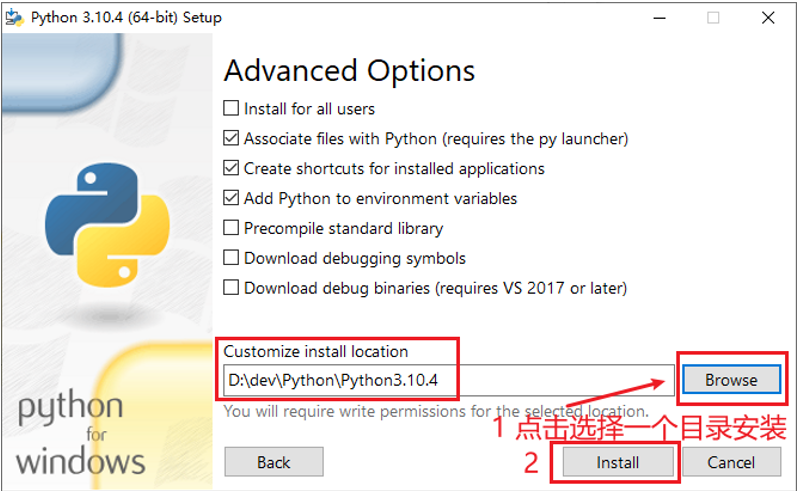 Python 3.10.4 (64-bit) Setup
Advanced Options
Install for all users
Associate files with Python (requires the py launcher)
Create shortcuts for installed applications
Add Python to environment variables
Precompile standard library
Download debugging symbols
Download debug binaries (requires VS 2017 or later)
Customize install location
D:\dev\Python\Python3.10.4
Browse
You will require write permissions for the selected location.
1 点击选择一个目录安装
python
for
windows
Back
2
Install
Cancel